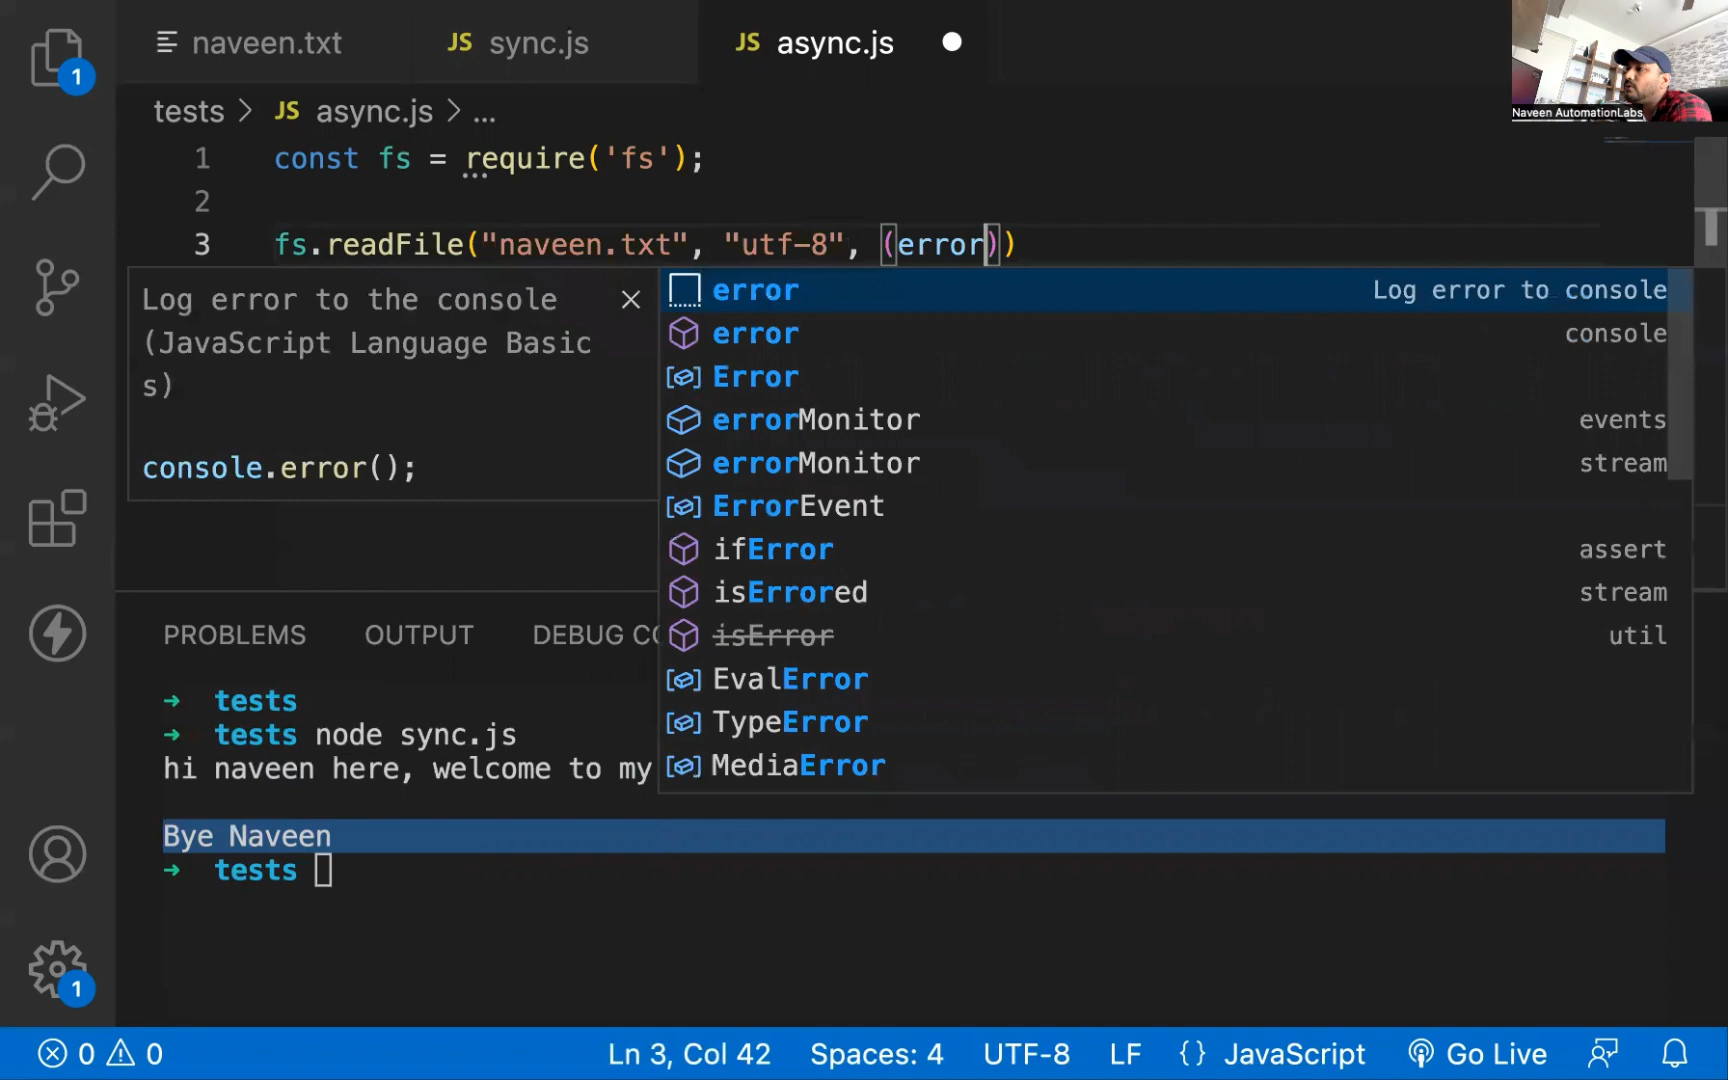 naveen.txt
JS sync.js
JS async.js
Naveen AutomationLabs
1
tests > JS async.js > ...
1 const fs = require('fs');
2
3 fs.readFile("naveen.txt", "utf-8", (error))
Log error to the console
(JavaScript Language Basic
s)
console.error();
error Log error to console
error console
Error
errorMonitor events
errorMonitor stream
ErrorEvent
ifError assert
isErrored stream
isError util
EvalError
TypeError
MediaError
PROBLEMS OUTPUT DEBUG CO
→ tests
→ tests node sync.js
hi naveen here, welcome to my
Bye Naveen
→ tests
1
0 0
Ln 3, Col 42 Spaces: 4 UTF-8 LF {} JavaScript Go Live